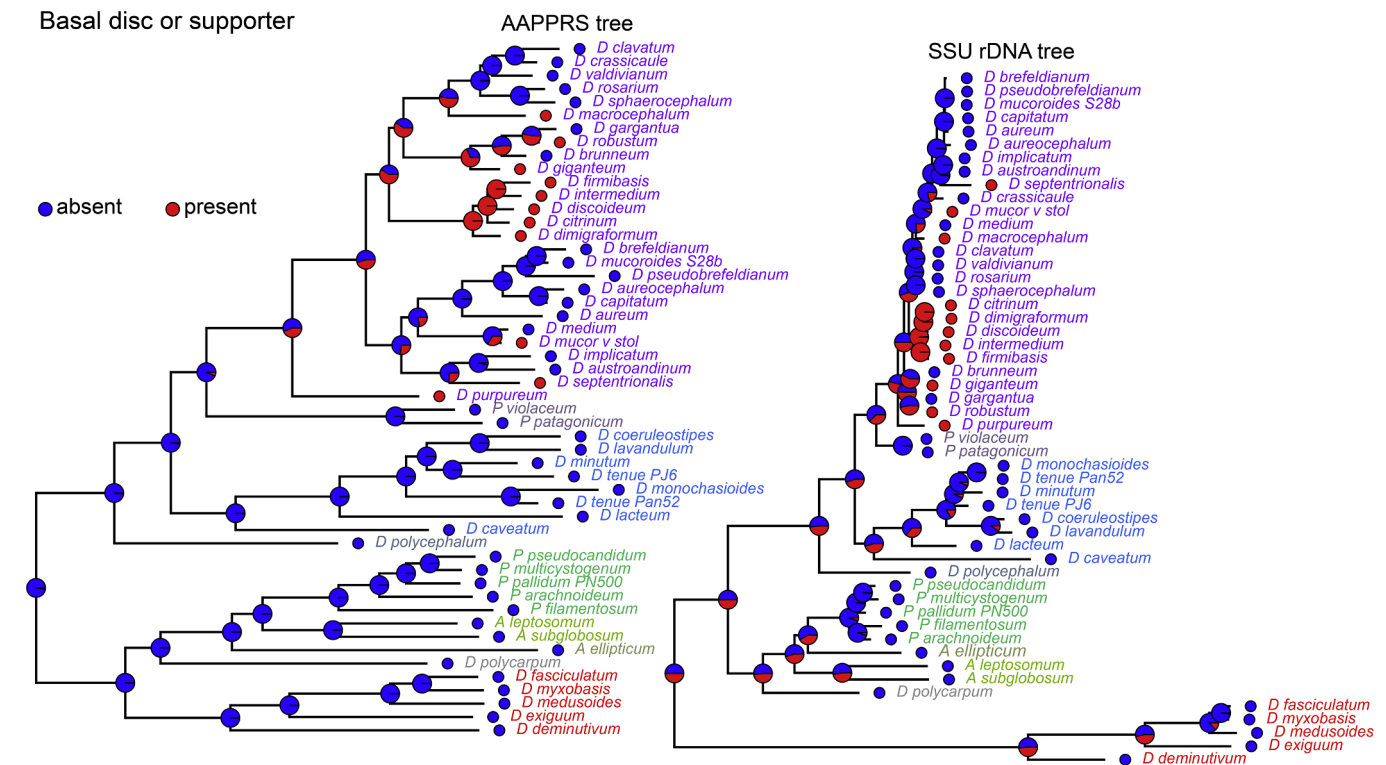 Basal disc or supporter
AAPPRS tree
D clavatum
D crassicaule
D valdivianum
D rosarium
D sphaerocephalum
D macrocephalum
D gargantua
D robustum
D brunneum
D giganteum
D firmibasis
D intermedium
D discoideum
D citrinum
D dimigraformum
D brefeldianum
D mucoroides S28b
D pseudobrefeldianum
D aureocephalum
D capitatum
D aureum
D medium
D mucor v stol
D implicatum
D austroandinum
D septentrionalis
D purpureum
P violaceum
P patagonicum
D coeruleostipes
D lavandulum
D minutum
D tenue PJ6
D monochasioides
D tenue Pan52
D lacteum
D caveatum
D polycephalum
P pseudocandidum
P multicystogenum
P pallidum PN500
P arachnoideum
P filamentosum
A leptosomum
A subglobosum
A ellipticum
D polycarpum
D fasciculatum
D myxobasis
D medusoides
D exiguum
D deminutivum
absent
present
SSU rDNA tree
D brefeldianum
D pseudobrefeldianum
D mucoroides S28b
D capitatum
D aureum
D aureocephalum
D implicatum
D austroandinum
D septentrionalis
D crassicaule
D mucor v stol
D medium
D macrocephalum
D clavatum
D valdivianum
D rosarium
D sphaerocephalum
D citrinum
D dimigraformum
D discoideum
D intermedium
D firmibasis
D brunneum
D giganteum
D gargantua
D robustum
D purpureum
P violaceum
P patagonicum
D monochasioides
D tenue Pan52
D minutum
D tenue PJ6
D coeruleostipes
D lavandulum
D lacteum
D caveatum
D polycephalum
P pseudocandidum
P multicystogenum
P pallidum PN500
P filamentosum
P arachnoideum
A ellipticum
A leptosomum
A subglobosum
D polycarpum
D fasciculatum
D myxobasis
D medusoides
D exiguum
D deminutivum